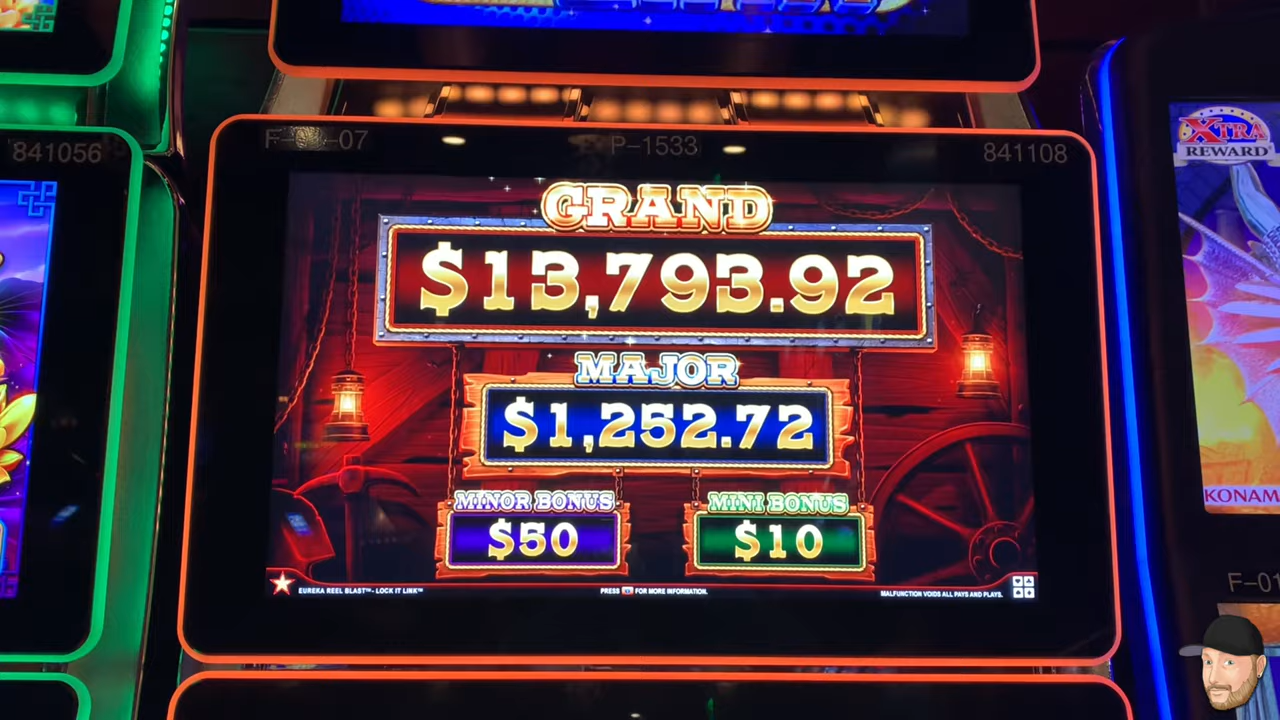 P-1533
841108
841056
GRAND
$13,793.92
MAJOR
$1,252.72
MINOR BONUS
$50
MINI BONUS
$10
EUREKA REEL BLAST™ - LOCK IT LINK™
PRESS
FOR MORE INFORMATION.
MALFUNCTION VOIDS ALL PAYS AND PLAYS.
XTRA
REWARD
KONAM
F-01